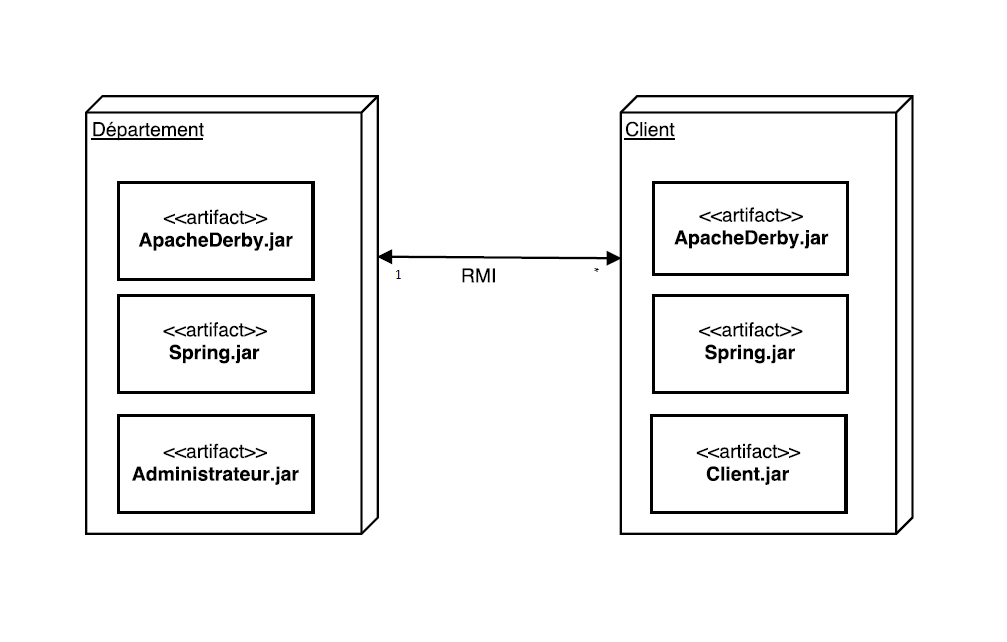 Département
<<artifact>>
ApacheDerby.jar
<<artifact>>
Spring.jar
<<artifact>>
Administrateur.jar
1
RMI
*
Client
<<artifact>>
ApacheDerby.jar
<<artifact>>
Spring.jar
<<artifact>>
Client.jar